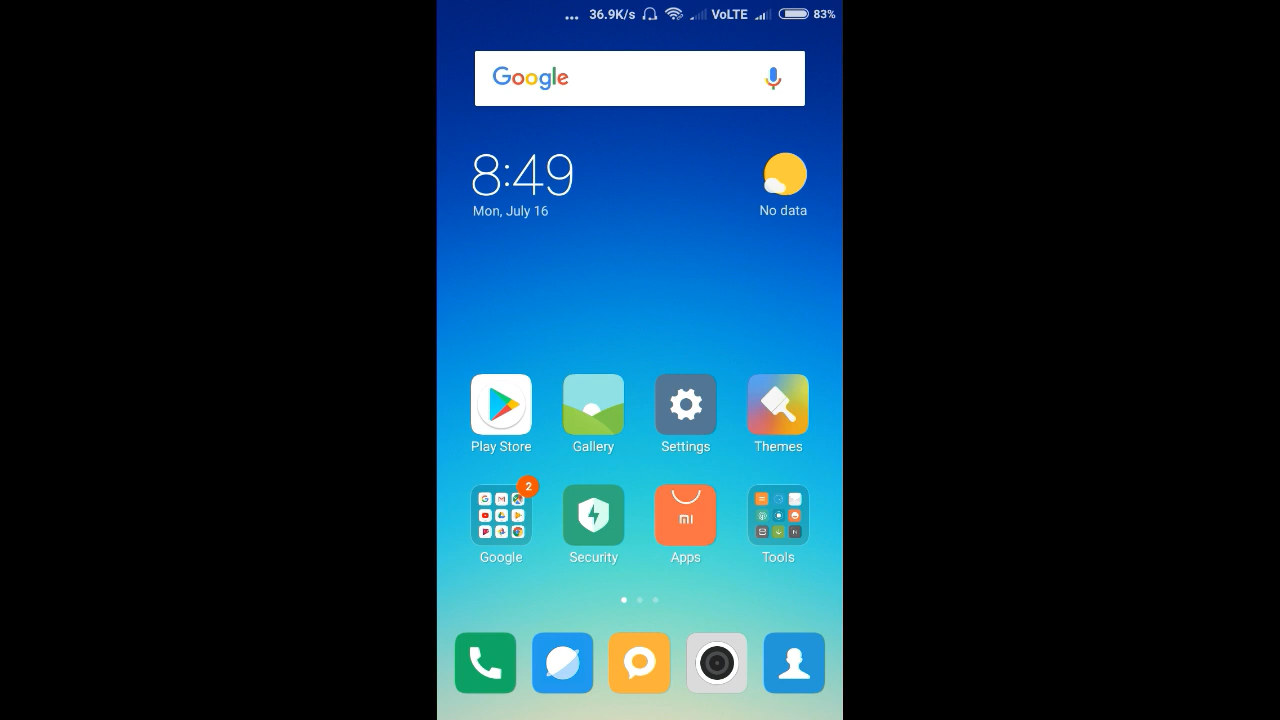 ... 36.9K/s VoLTE 83%
Google
8:49
Mon, July 16
No data
Play Store
Gallery
Settings
Themes
2
mi
Google
Security
Apps
Tools